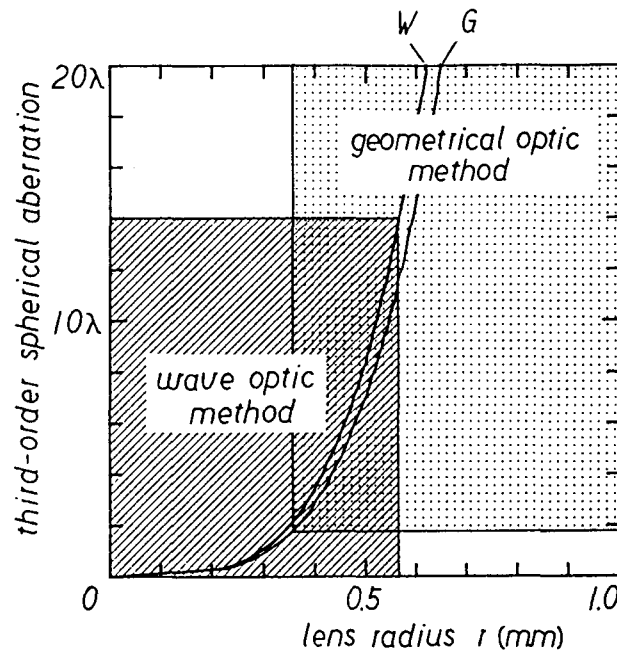 W G
20λ
geometrical optic
method
third-order spherical aberration
10λ
wave optic
method
0 0.5 1.0
lens radius r (mm)